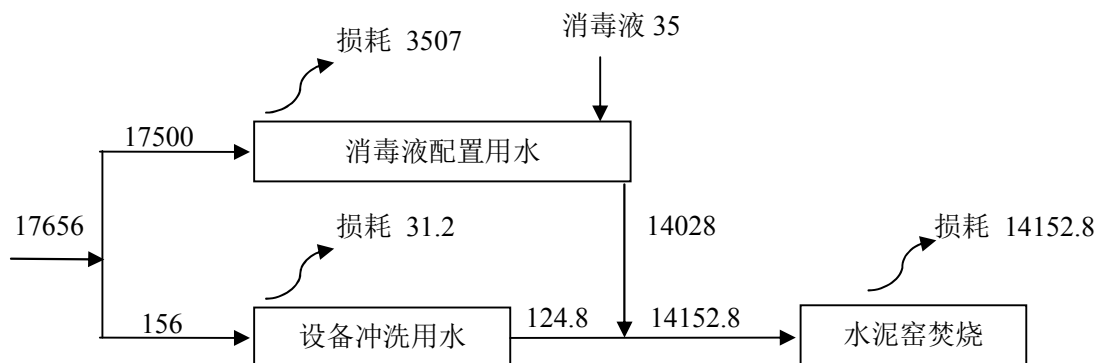 消毒液 35
损耗 3507
17500
消毒液配置用水
17656
损耗 31.2
14028
损耗 14152.8
156
设备冲洗用水
124.8
14152.8
水泥窑焚烧